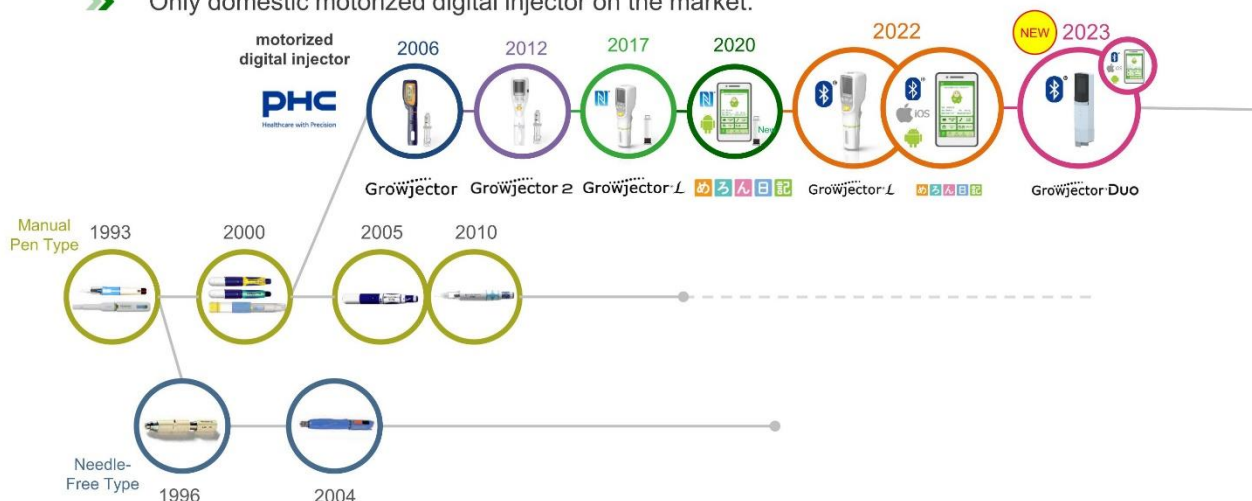 Only domestic motorized digital injector on the market.
motorized
digital injector
PHC
Healthcare with Precision
2006
2012
2017
2020
2022
NEW
2023
iOS
New
Growjector
Growjector 2
Growjector L
めろん日記
Growjector L
めろん日記
Growjector Duo
Manual
Pen Type
1993
2000
2005
2010
Needle-
Free Type
1996
2004